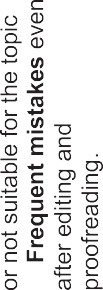 or not suitable for the topic
Frequent mistakes even
after editing and
proofreading.